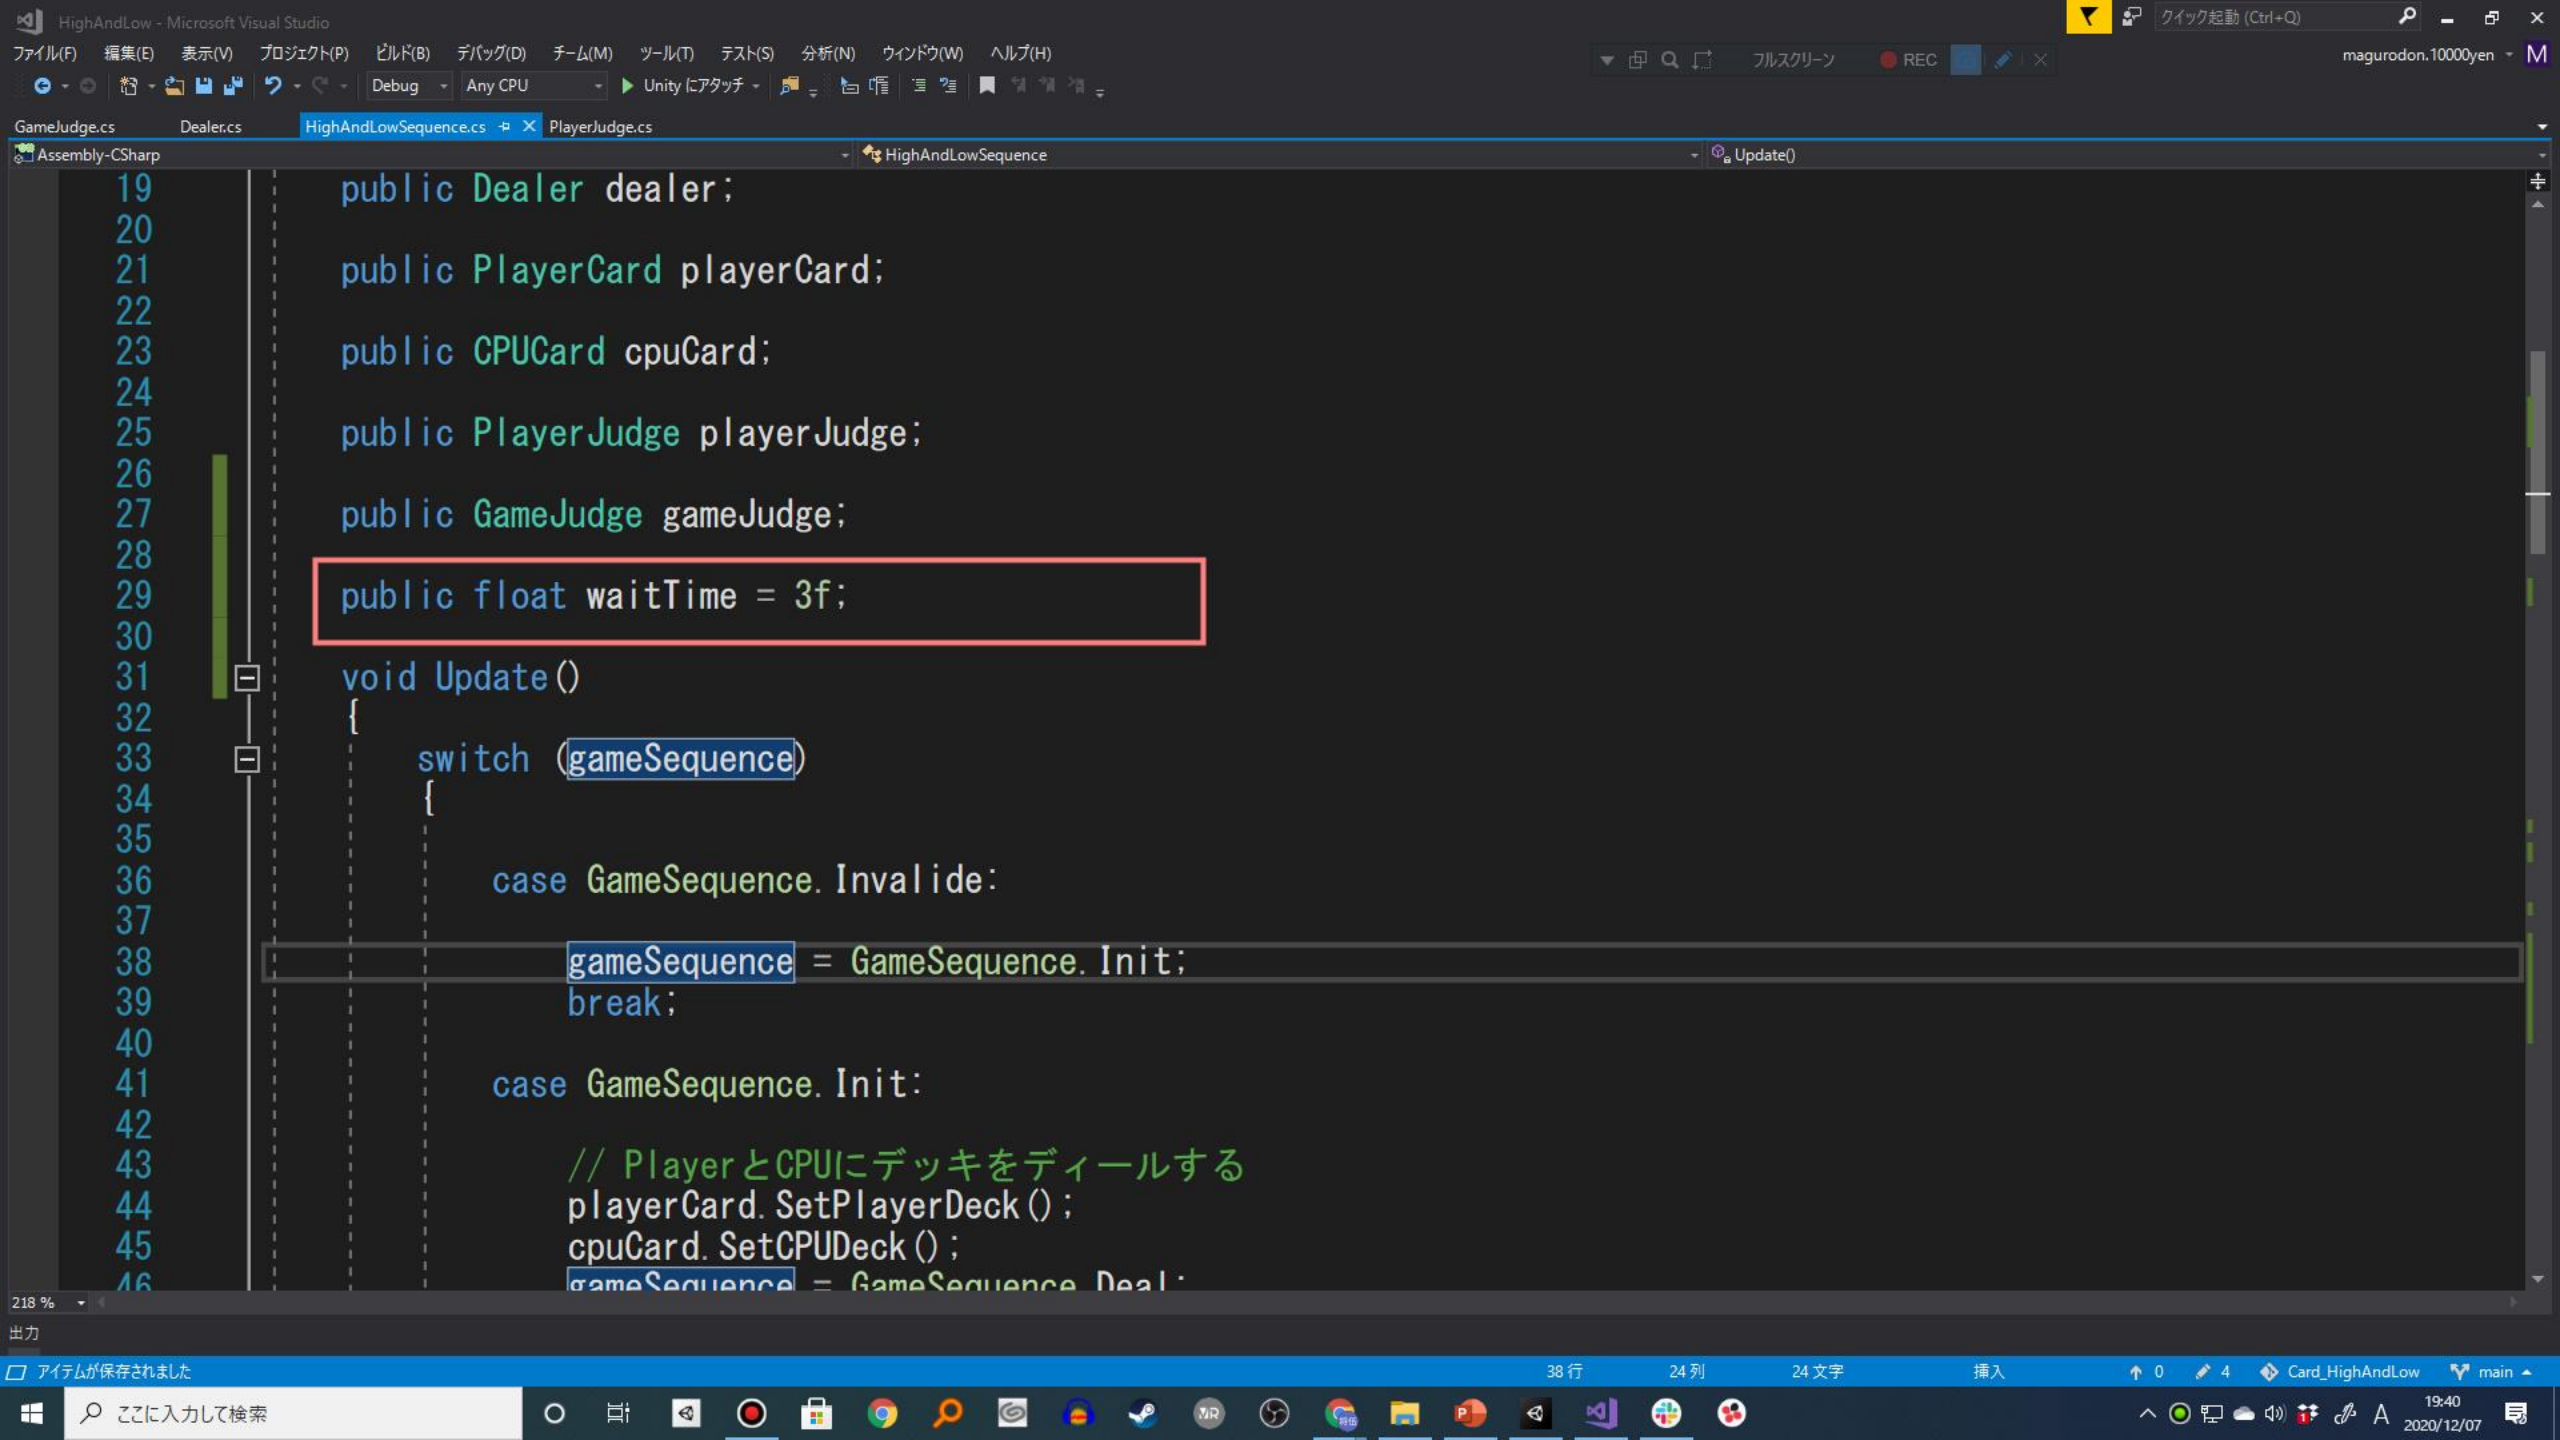 HighAndLow - Microsoft Visual Studio
クイック起動 (Ctrl+Q)
ファイル(F) 編集(E) 表示(V) プロジェクト(P) ビルド(B) デバッグ(D) チーム(M) ツール(T) テスト(S) 分析(N) ウィンドウ(W) ヘルプ(H)
フルスクリーン REC
magurodon.10000yen M
Debug Any CPU Unity にアタッチ
GameJudge.cs Dealer.cs HighAndLowSequence.cs PlayerJudge.cs
Assembly-CSharp HighAndLowSequence Update()
19 public Dealer dealer;
20
21 public PlayerCard playerCard;
22
23 public CPUCard cpuCard;
24
25 public PlayerJudge playerJudge;
26
27 public GameJudge gameJudge;
28
29 public float waitTime = 3f;
30
31 void Update()
32 {
33 switch (gameSequence)
34 {
35
36 case GameSequence.Invalide:
37
38 gameSequence = GameSequence.Init;
39 break;
40
41 case GameSequence.Init:
42
43 // PlayerとCPUにデッキをディールする
44 playerCard.SetPlayerDeck();
45 cpuCard.SetCPUDeck();
46 gameSequence = GameSequence.Deal;
218 %
出力
アイテムが保存されました 38 行 24 列 24 文字 挿入 0 4 Card_HighAndLow main
ここに入力して検索
A 19:40
2020/12/07